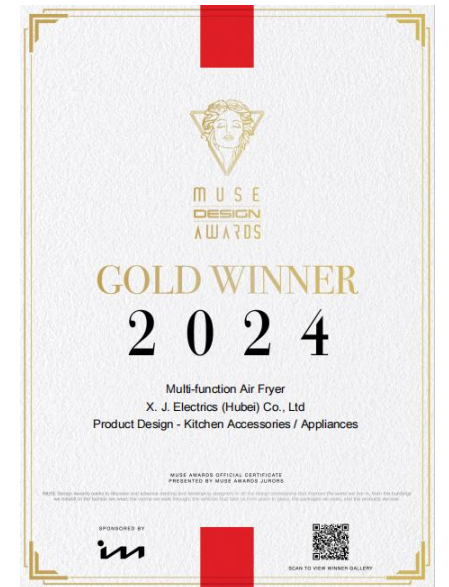 MUSE
DESIGN
AWARDS
GOLD WINNER
2024
Multi-function Air Fryer
X. J. Electrics (Hubei) Co., Ltd
Product Design - Kitchen Accessories / Appliances
MUSE AWARDS OFFICIAL CERTIFICATE
PRESENTED BY MUSE AWARDS JURORS
SPONSORED BY
SCAN TO VIEW WINNER GALLERY